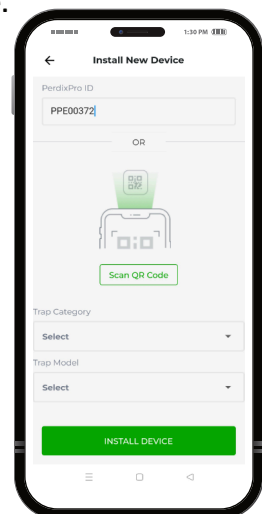 1:30 PM
Install New Device
PerdixPro ID
PPE00372
OR
Scan QR Code
Trap Category
Select
Trap Model
Select
INSTALL DEVICE